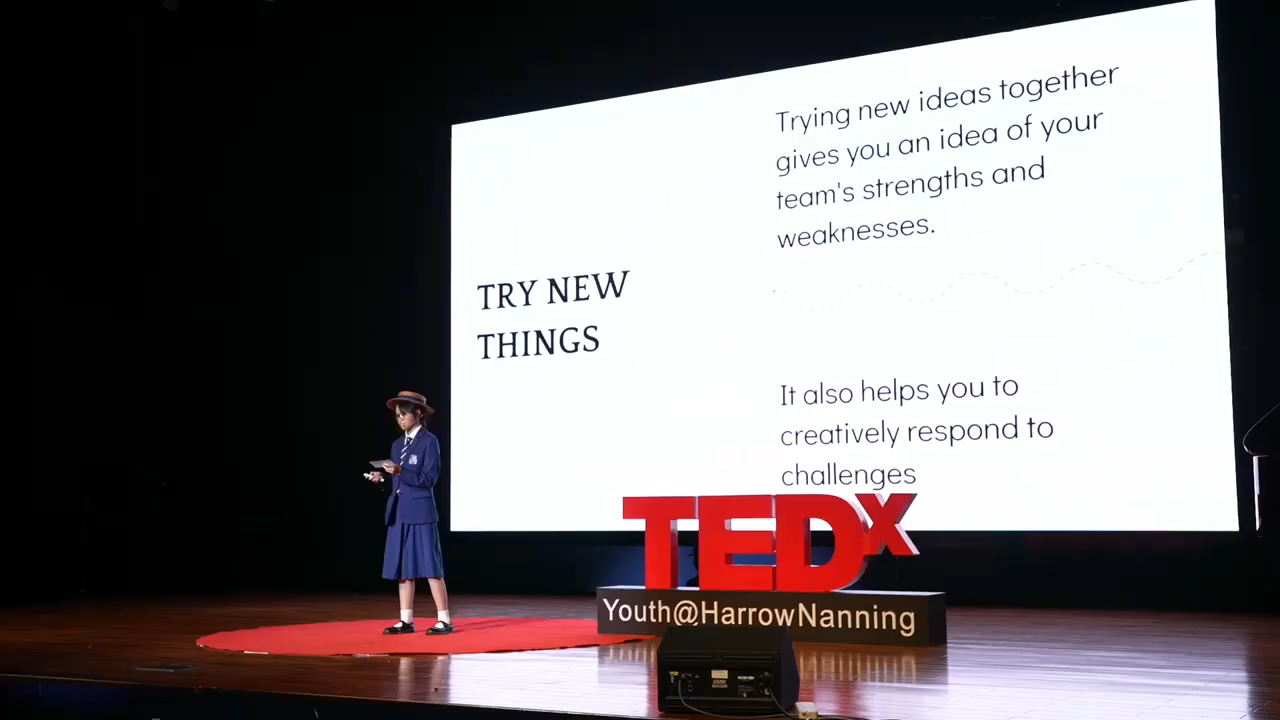 TRY NEW
THINGS
Trying new ideas together
gives you an idea of your
team's strengths and
weaknesses.
It also helps you to
creatively respond to
challenges
TEDx
Youth@HarrowNanning